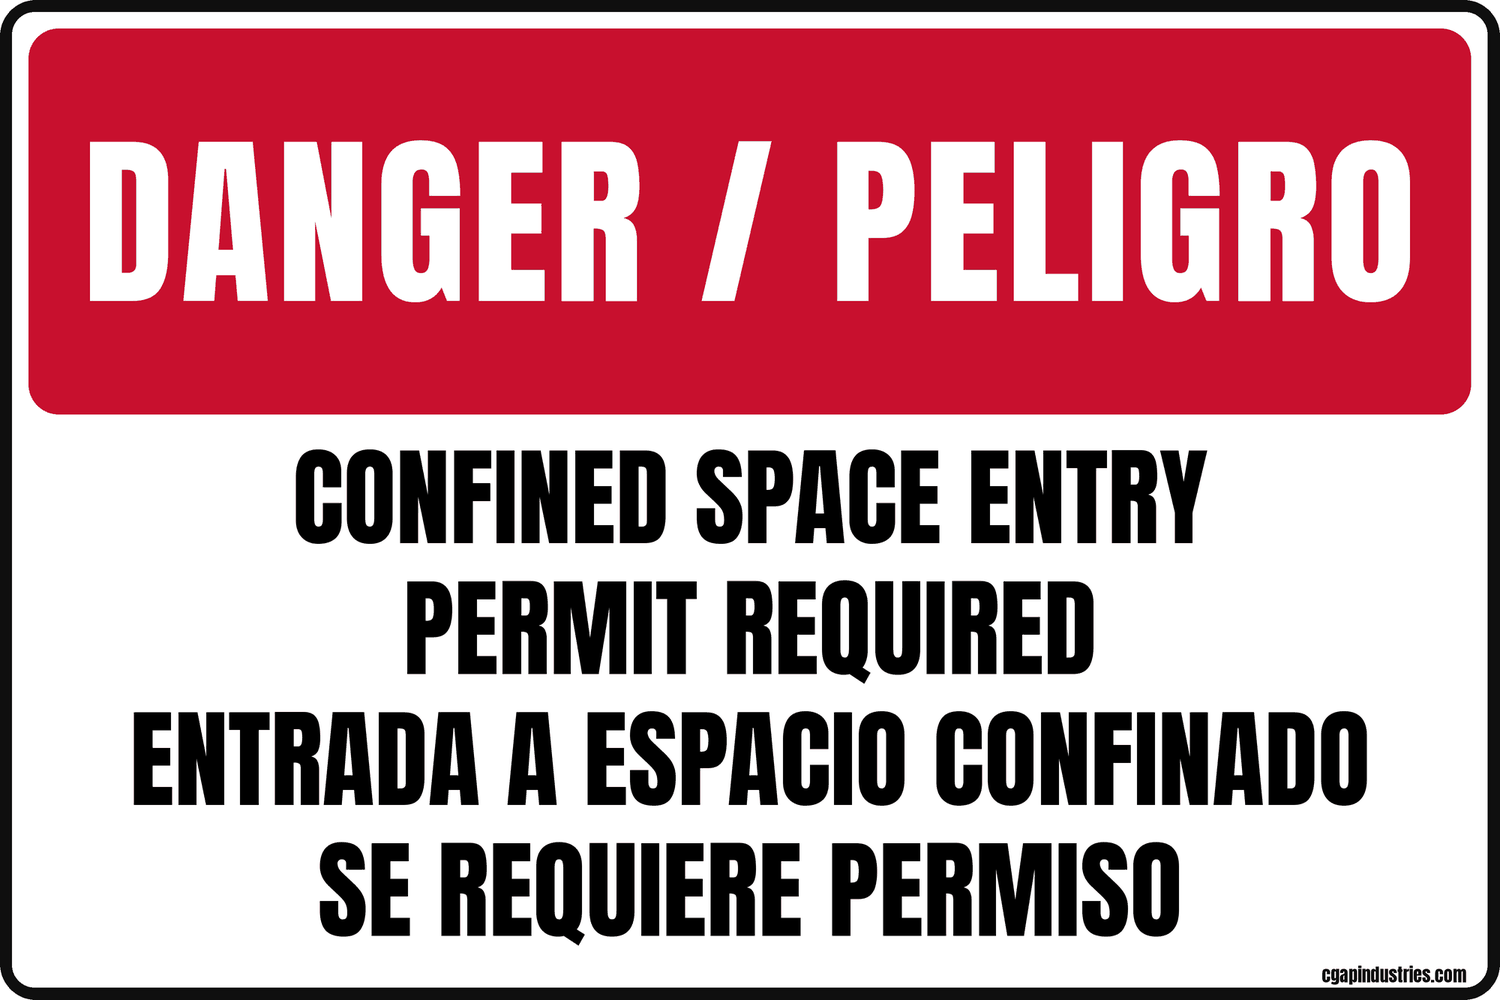 DANGER / PELIGRO
CONFINED SPACE ENTRY
PERMIT REQUIRED
ENTRADA A ESPACIO CONFINADO
SE REQUIERE PERMISO
cgapindustries.com